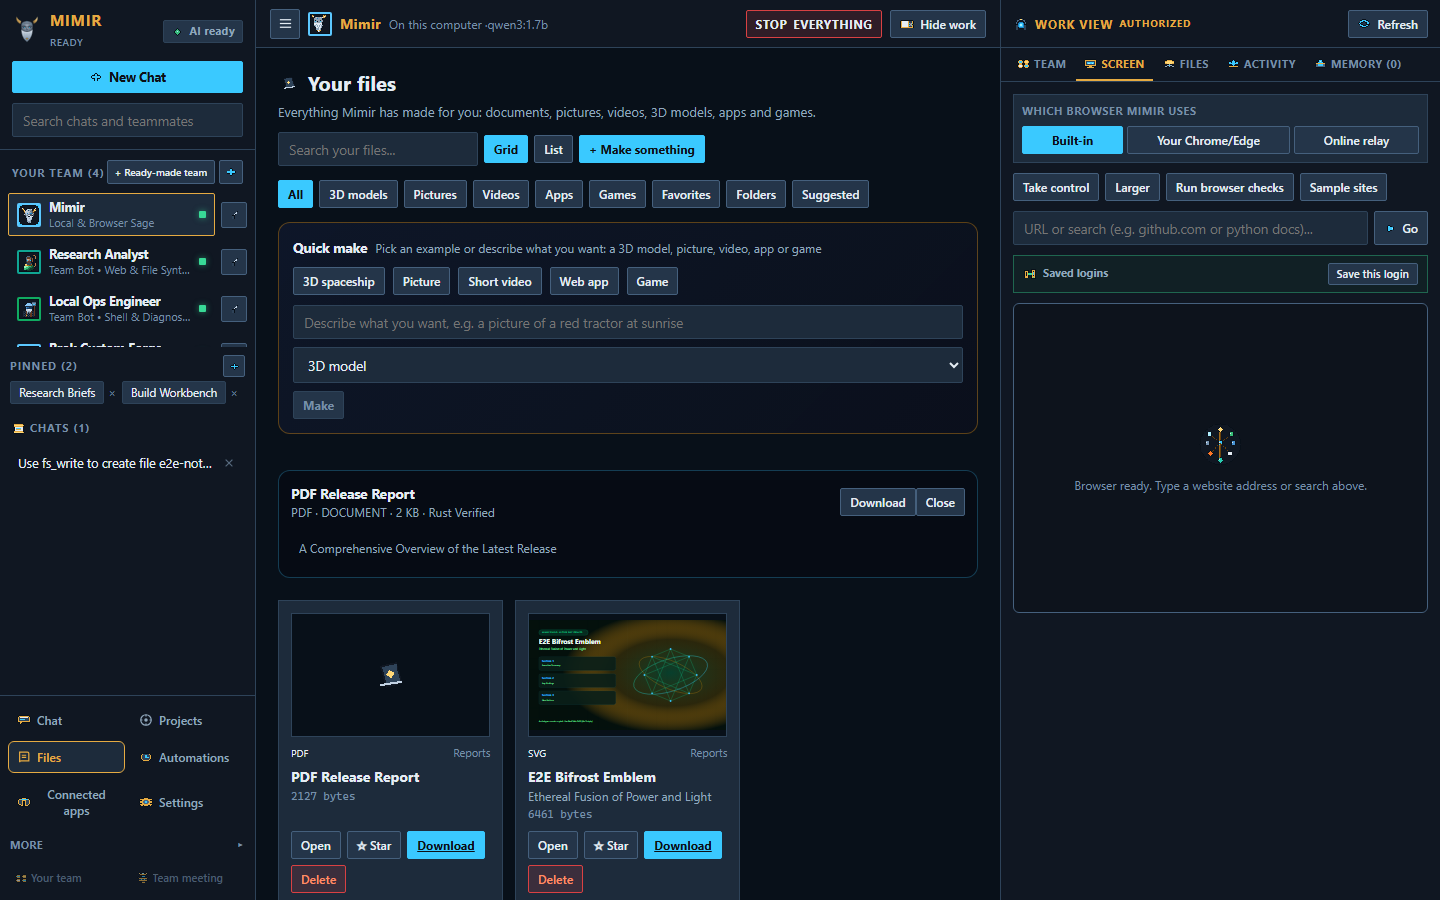 MIMIR
READY
AI ready
New Chat
Search chats and teammates
YOUR TEAM (4)
+ Ready-made team
+
Mimir
Local & Browser Sage
Research Analyst
Team Bot • Web & File Synt...
Local Ops Engineer
Team Bot • Shell & Diagnos...
PINNED (2)
+
Research Briefs ×
Build Workbench ×
CHATS (1)
Use fs_write to create file e2e-not... ×
Chat
Projects
Files
Automations
Connected apps
Settings
MORE
Your team
Team meeting
Mimir On this computer ·qwen3:1.7b
STOP EVERYTHING
Hide work
Your files
Everything Mimir has made for you: documents, pictures, videos, 3D models, apps and games.
Search your files...
Grid
List
+ Make something
All
3D models
Pictures
Videos
Apps
Games
Favorites
Folders
Suggested
Quick make Pick an example or describe what you want: a 3D model, picture, video, app or game
3D spaceship
Picture
Short video
Web app
Game
Describe what you want, e.g. a picture of a red tractor at sunrise
3D model
Make
PDF Release Report
PDF · DOCUMENT · 2 KB · Rust Verified
Download
Close
A Comprehensive Overview of the Latest Release
PDF Reports
PDF Release Report
2127 bytes
Open
☆ Star
Download
Delete
E2E Bifrost Emblem
Ethereal Fusion of Power and Light
SVG Reports
E2E Bifrost Emblem
Ethereal Fusion of Power and Light
6461 bytes
Open
☆ Star
Download
Delete
WORK VIEW AUTHORIZED
Refresh
TEAM
SCREEN
FILES
ACTIVITY
MEMORY (0)
WHICH BROWSER MIMIR USES
Built-in
Your Chrome/Edge
Online relay
Take control
Larger
Run browser checks
Sample sites
URL or search (e.g. github.com or python docs)...
Go
Saved logins
Save this login
Browser ready. Type a website address or search above.